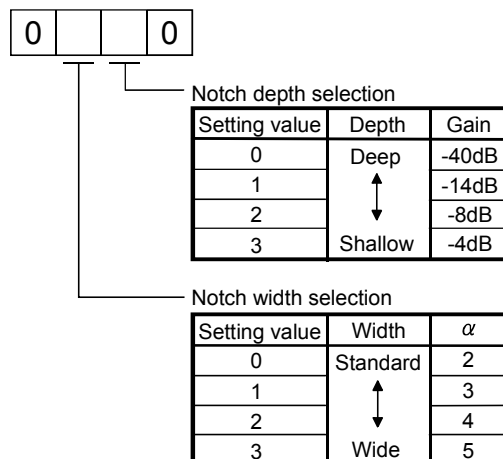 0 0
Notch depth selection
Setting value Depth Gain
0 Deep -40dB
1 -14dB
2 -8dB
3 Shallow -4dB
Notch width selection
Setting value Width α
0 Standard 2
1 3
2 4
3 Wide 5